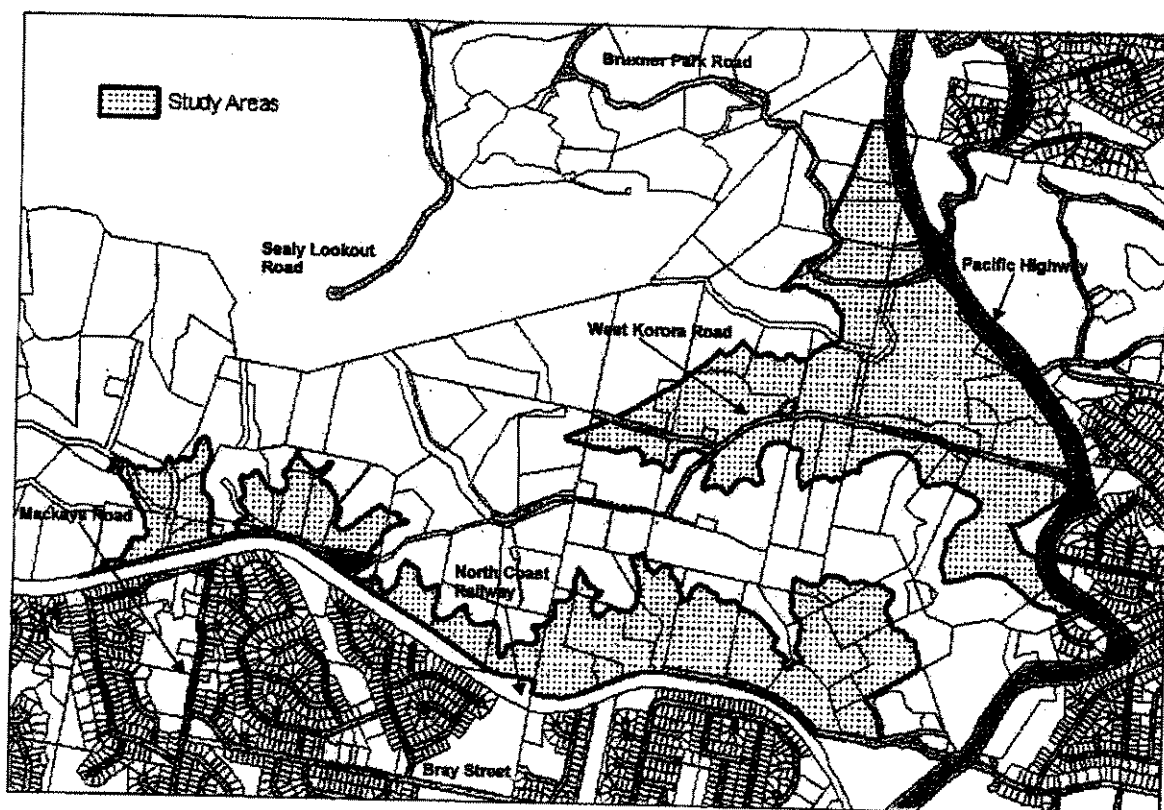 Bruxner Park Road
Study Areas
Sealy Lookout
Road
Pacific Highway
West Korora Road
Mackays Road
North Coast
Railway
Bray Street